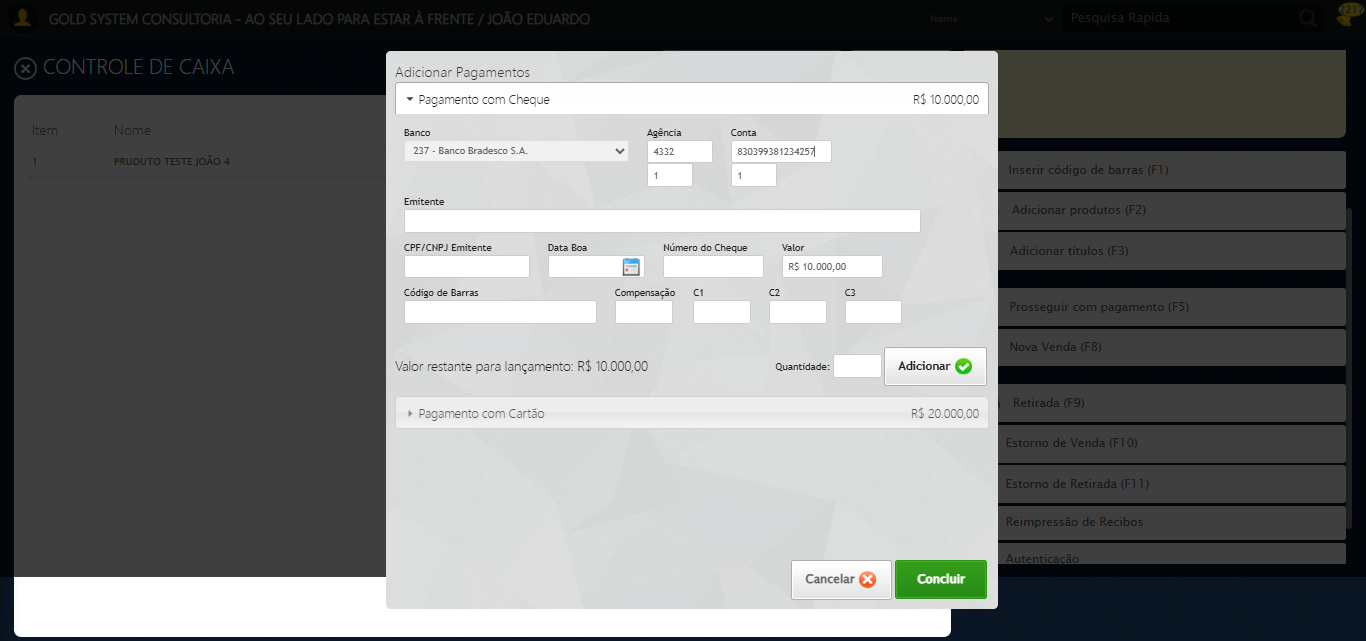 GOLD SYSTEM CONSULTORIA - AO SEU LADO PARA ESTAR À FRENTE / JOÃO EDUARDO
Nome
Pesquisa Rapida
CONTROLE DE CAIXA
Item Nome
1 PRUDUTO TESTE JOÃO 4
Adicionar Pagamentos
Pagamento com Cheque R$ 10.000,00
Banco Agência Conta
237 - Banco Bradesco S.A. 4332 830399381234257
1 1
Emitente
CPF/CNPJ Emitente Data Boa Número do Cheque Valor
R$ 10.000,00
Código de Barras Compensação C1 C2 C3
Valor restante para lançamento: R$ 10.000,00 Quantidade: Adicionar
Pagamento com Cartão R$ 20.000,00
Cancelar Concluir
Inserir código de barras (F1)
Adicionar produtos (F2)
Adicionar títulos (F3)
Prosseguir com pagamento (F5)
Nova Venda (F8)
Retirada (F9)
Estorno de Venda (F10)
Estorno de Retirada (F11)
Reimpressão de Recibos
Autenticação